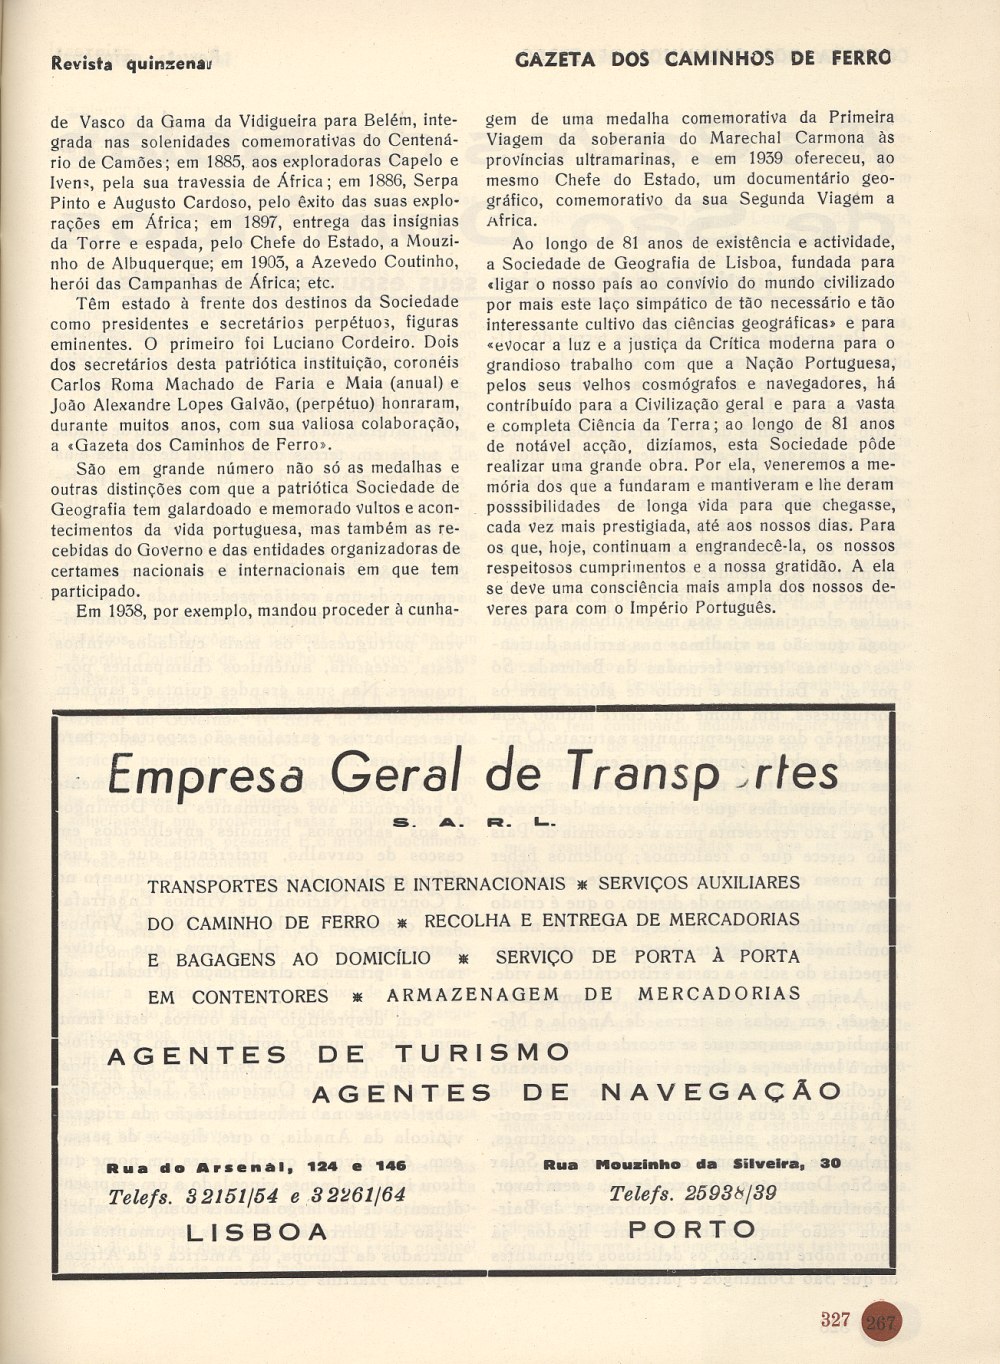 Revista quinzenal
GAZETA DOS CAMINHOS DE FERRO
de Vasco da Gama da Vidigueira para Belém, inte-
grada nas solenidades comemorativas do Centená-
rio de Camões; em 1885, aos exploradoras Capelo e
Ivens, pela sua travessia de África; em 1886, Serpa
Pinto e Augusto Cardoso, pelo êxito das suas explo-
rações em África; em 1897, entrega das insígnias
da Torre e espada, pelo Chefe do Estado, a Mouzi-
nho de Albuquerque; em 1903, a Azevedo Coutinho,
herói das Campanhas de África; etc.
Têm estado à frente dos destinos da Sociedade
como presidentes e secretários perpétuos, figuras
eminentes. O primeiro foi Luciano Cordeiro. Dois
dos secretários desta patriótica instituição, coronéis
Carlos Roma Machado de Faria e Maia (anual) e
João Alexandre Lopes Galvão, (perpétuo) honraram,
durante muitos anos, com sua valiosa colaboração,
a «Gazeta dos Caminhos de Ferro».
São em grande número não só as medalhas e
outras distinções com que a patriótica Sociedade de
Geografia tem galardoado e memorado vultos e acon-
tecimentos da vida portuguesa, mas também as re-
cebidas do Governo e das entidades organizadoras de
certames nacionais e internacionais em que tem
participado.
Em 1938, por exemplo, mandou proceder à cunha-
gem de uma medalha comemorativa da Primeira
Viagem da soberania do Marechal Carmona às
províncias ultramarinas, e em 1939 ofereceu, ao
mesmo Chefe do Estado, um documentário geo-
gráfico, comemorativo da sua Segunda Viagem a
Africa.
Ao longo de 81 anos de existência e actividade,
a Sociedade de Geografia de Lisboa, fundada para
«ligar o nosso país ao convívio do mundo civilizado
por mais este laço simpático de tão necessário e tão
interessante cultivo das ciências geográficas» e para
«evocar a luz e a justiça da Crítica moderna para o
grandioso trabalho com que a Nação Portuguesa,
pelos seus velhos cosmógrafos e navegadores, há
contribuído para a Civilização geral e para a vasta
e completa Ciência da Terra; ao longo de 81 anos
de notável acção, dizíamos, esta Sociedade pôde
realizar uma grande obra. Por ela, veneremos a me-
mória dos que a fundaram e mantiveram e lhe deram
posssibilidades de longa vida para que chegasse,
cada vez mais prestigiada, até aos nossos dias. Para
os que, hoje, continuam a engrandecê-la, os nossos
respeitosos cumprimentos e a nossa gratidão. A ela
se deve uma consciência mais ampla dos nossos de-
veres para com o Império Português.
Empresa Geral de Transportes
S. A. R. L.
TRANSPORTES NACIONAIS E INTERNACIONAIS ⁕ SERVIÇOS AUXILIARES
DO CAMINHO DE FERRO ⁕ RECOLHA E ENTREGA DE MERCADORIAS
E BAGAGENS AO DOMICÍLIO ⁕ SERVIÇO DE PORTA À PORTA
EM CONTENTORES ⁕ ARMAZENAGEM DE MERCADORIAS
AGENTES DE TURISMO
AGENTES DE NAVEGAÇÃO
Rua do Arsenal, 124 e 146
Telefs. 32151/54 e 32261/64
LISBOA
Rua Mouzinho da Silveira, 30
Telefs. 25938/39
PORTO
327 267